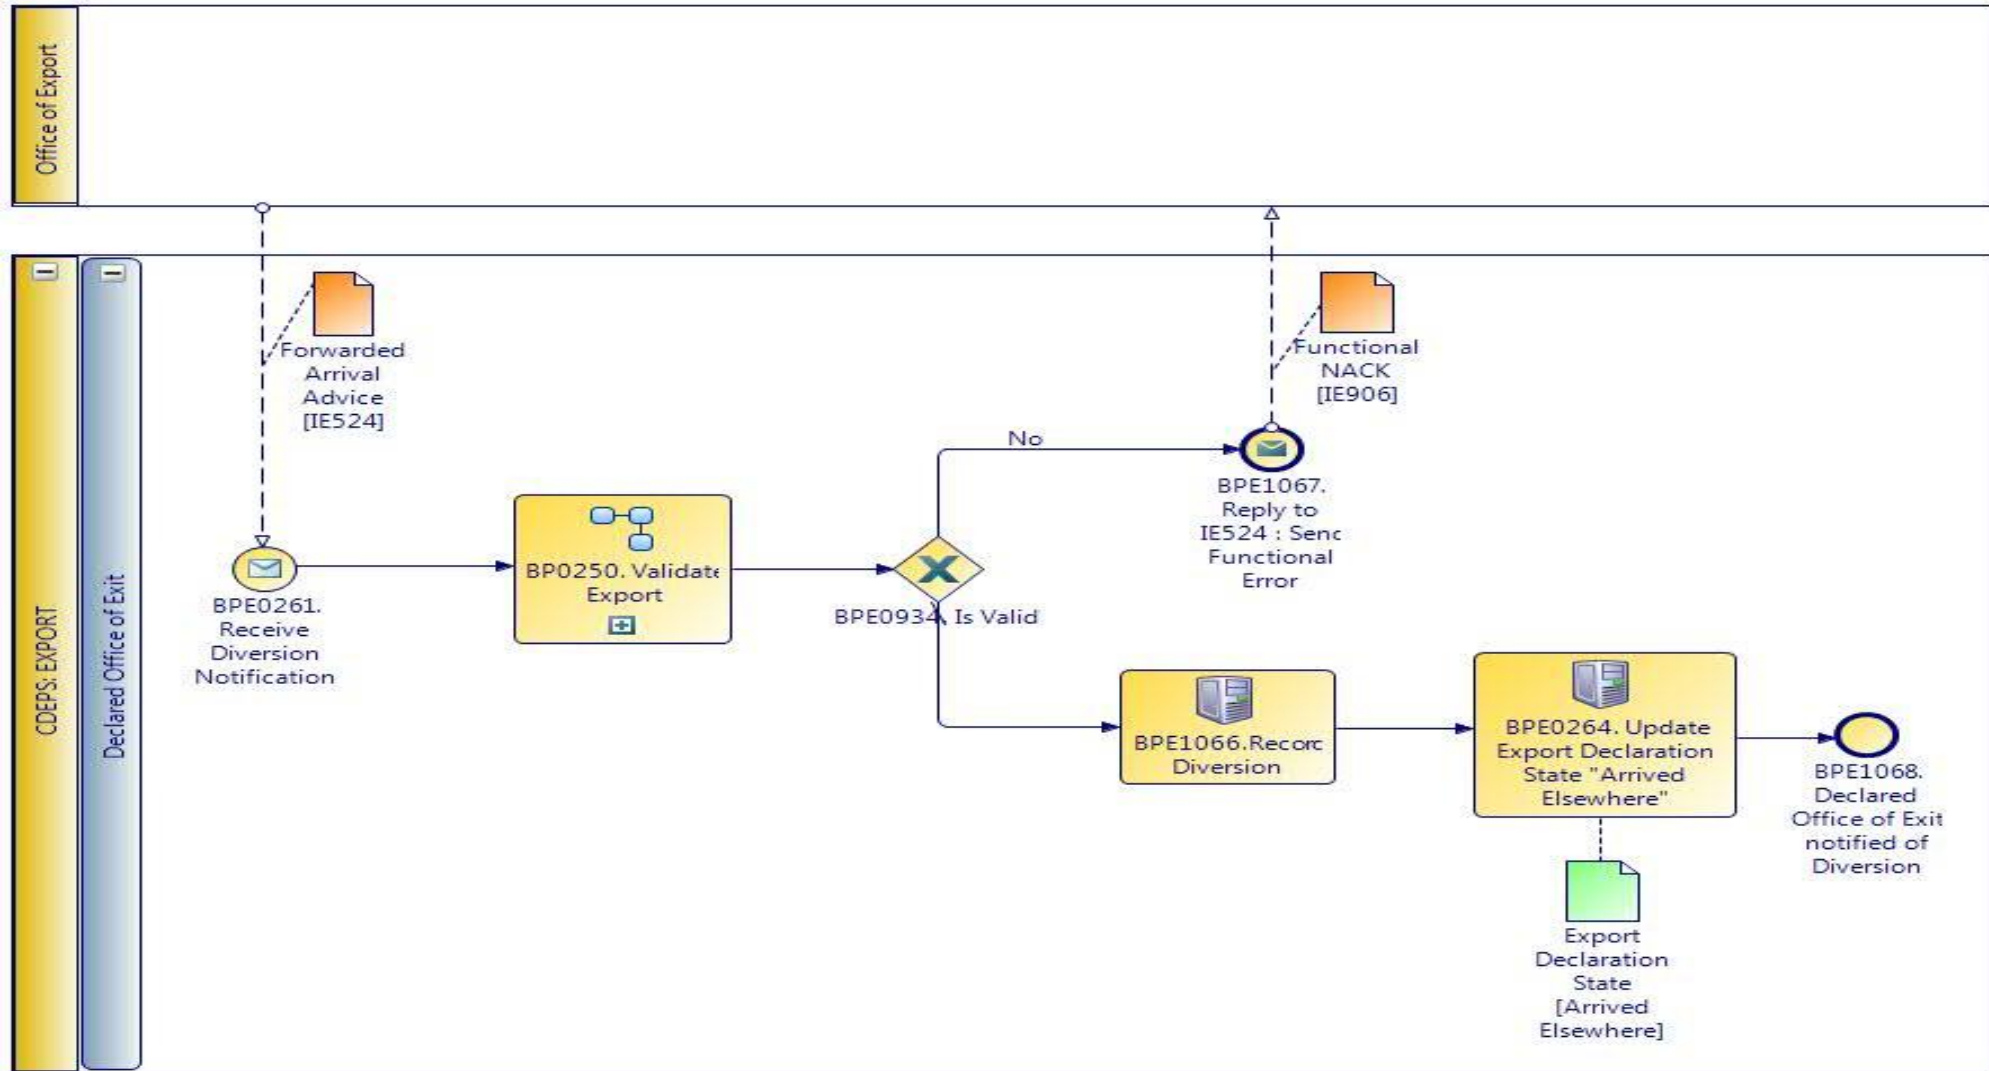 Office of Export
CDEPS: EXPORT
Declared Office of Exit
Forwarded
Arrival
Advice
[IE524]
BPE0261.
Receive
Diversion
Notification
BP0250. Validate
Export
BPE0934. Is Valid
No
Functional
NACK
[IE906]
BPE1067.
Reply to
IE524 : Senc
Functional
Error
BPE1066.Recorc
Diversion
BPE0264. Update
Export Declaration
State "Arrived
Elsewhere"
Export
Declaration
State
[Arrived
Elsewhere]
BPE1068.
Declared
Office of Exit
notified of
Diversion